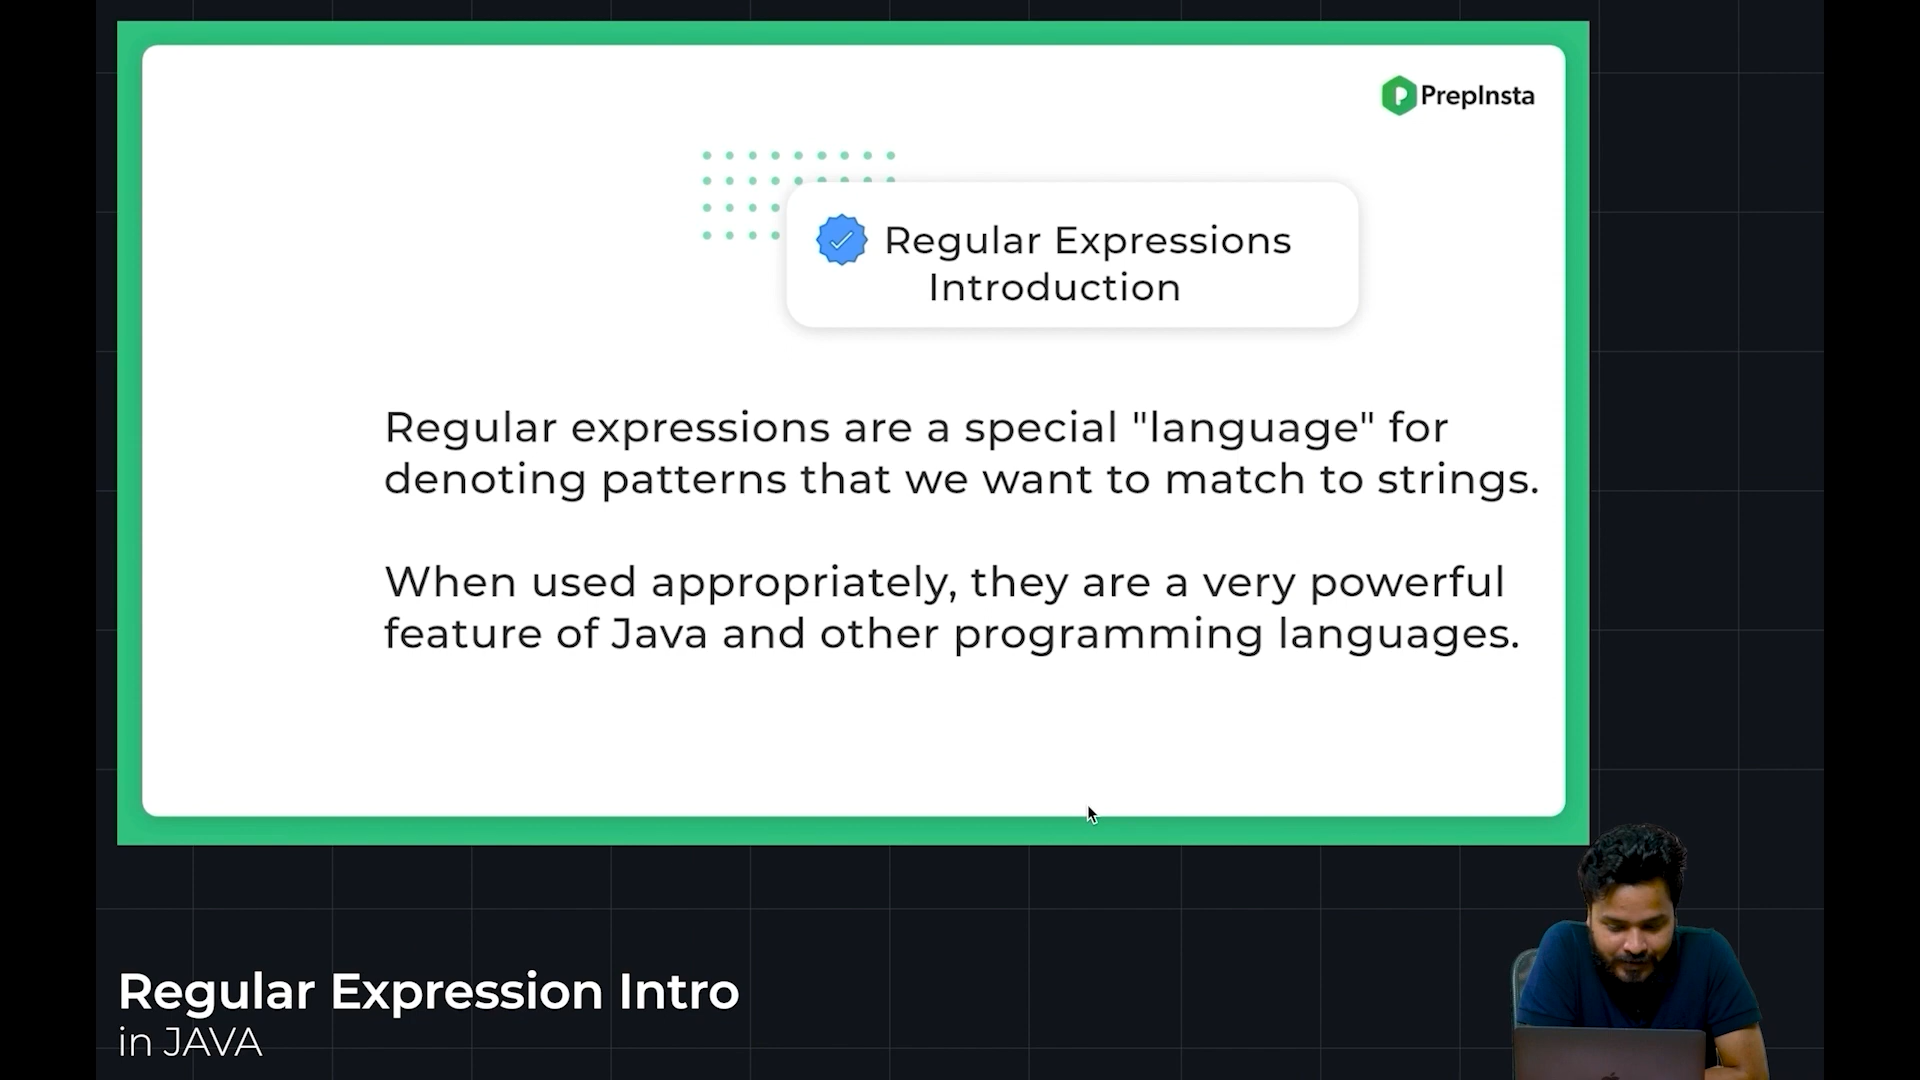 PrepInsta
Regular Expressions
Introduction
Regular expressions are a special "language" for
denoting patterns that we want to match to strings.
When used appropriately, they are a very powerful
feature of Java and other programming languages.
Regular Expression Intro
in JAVA